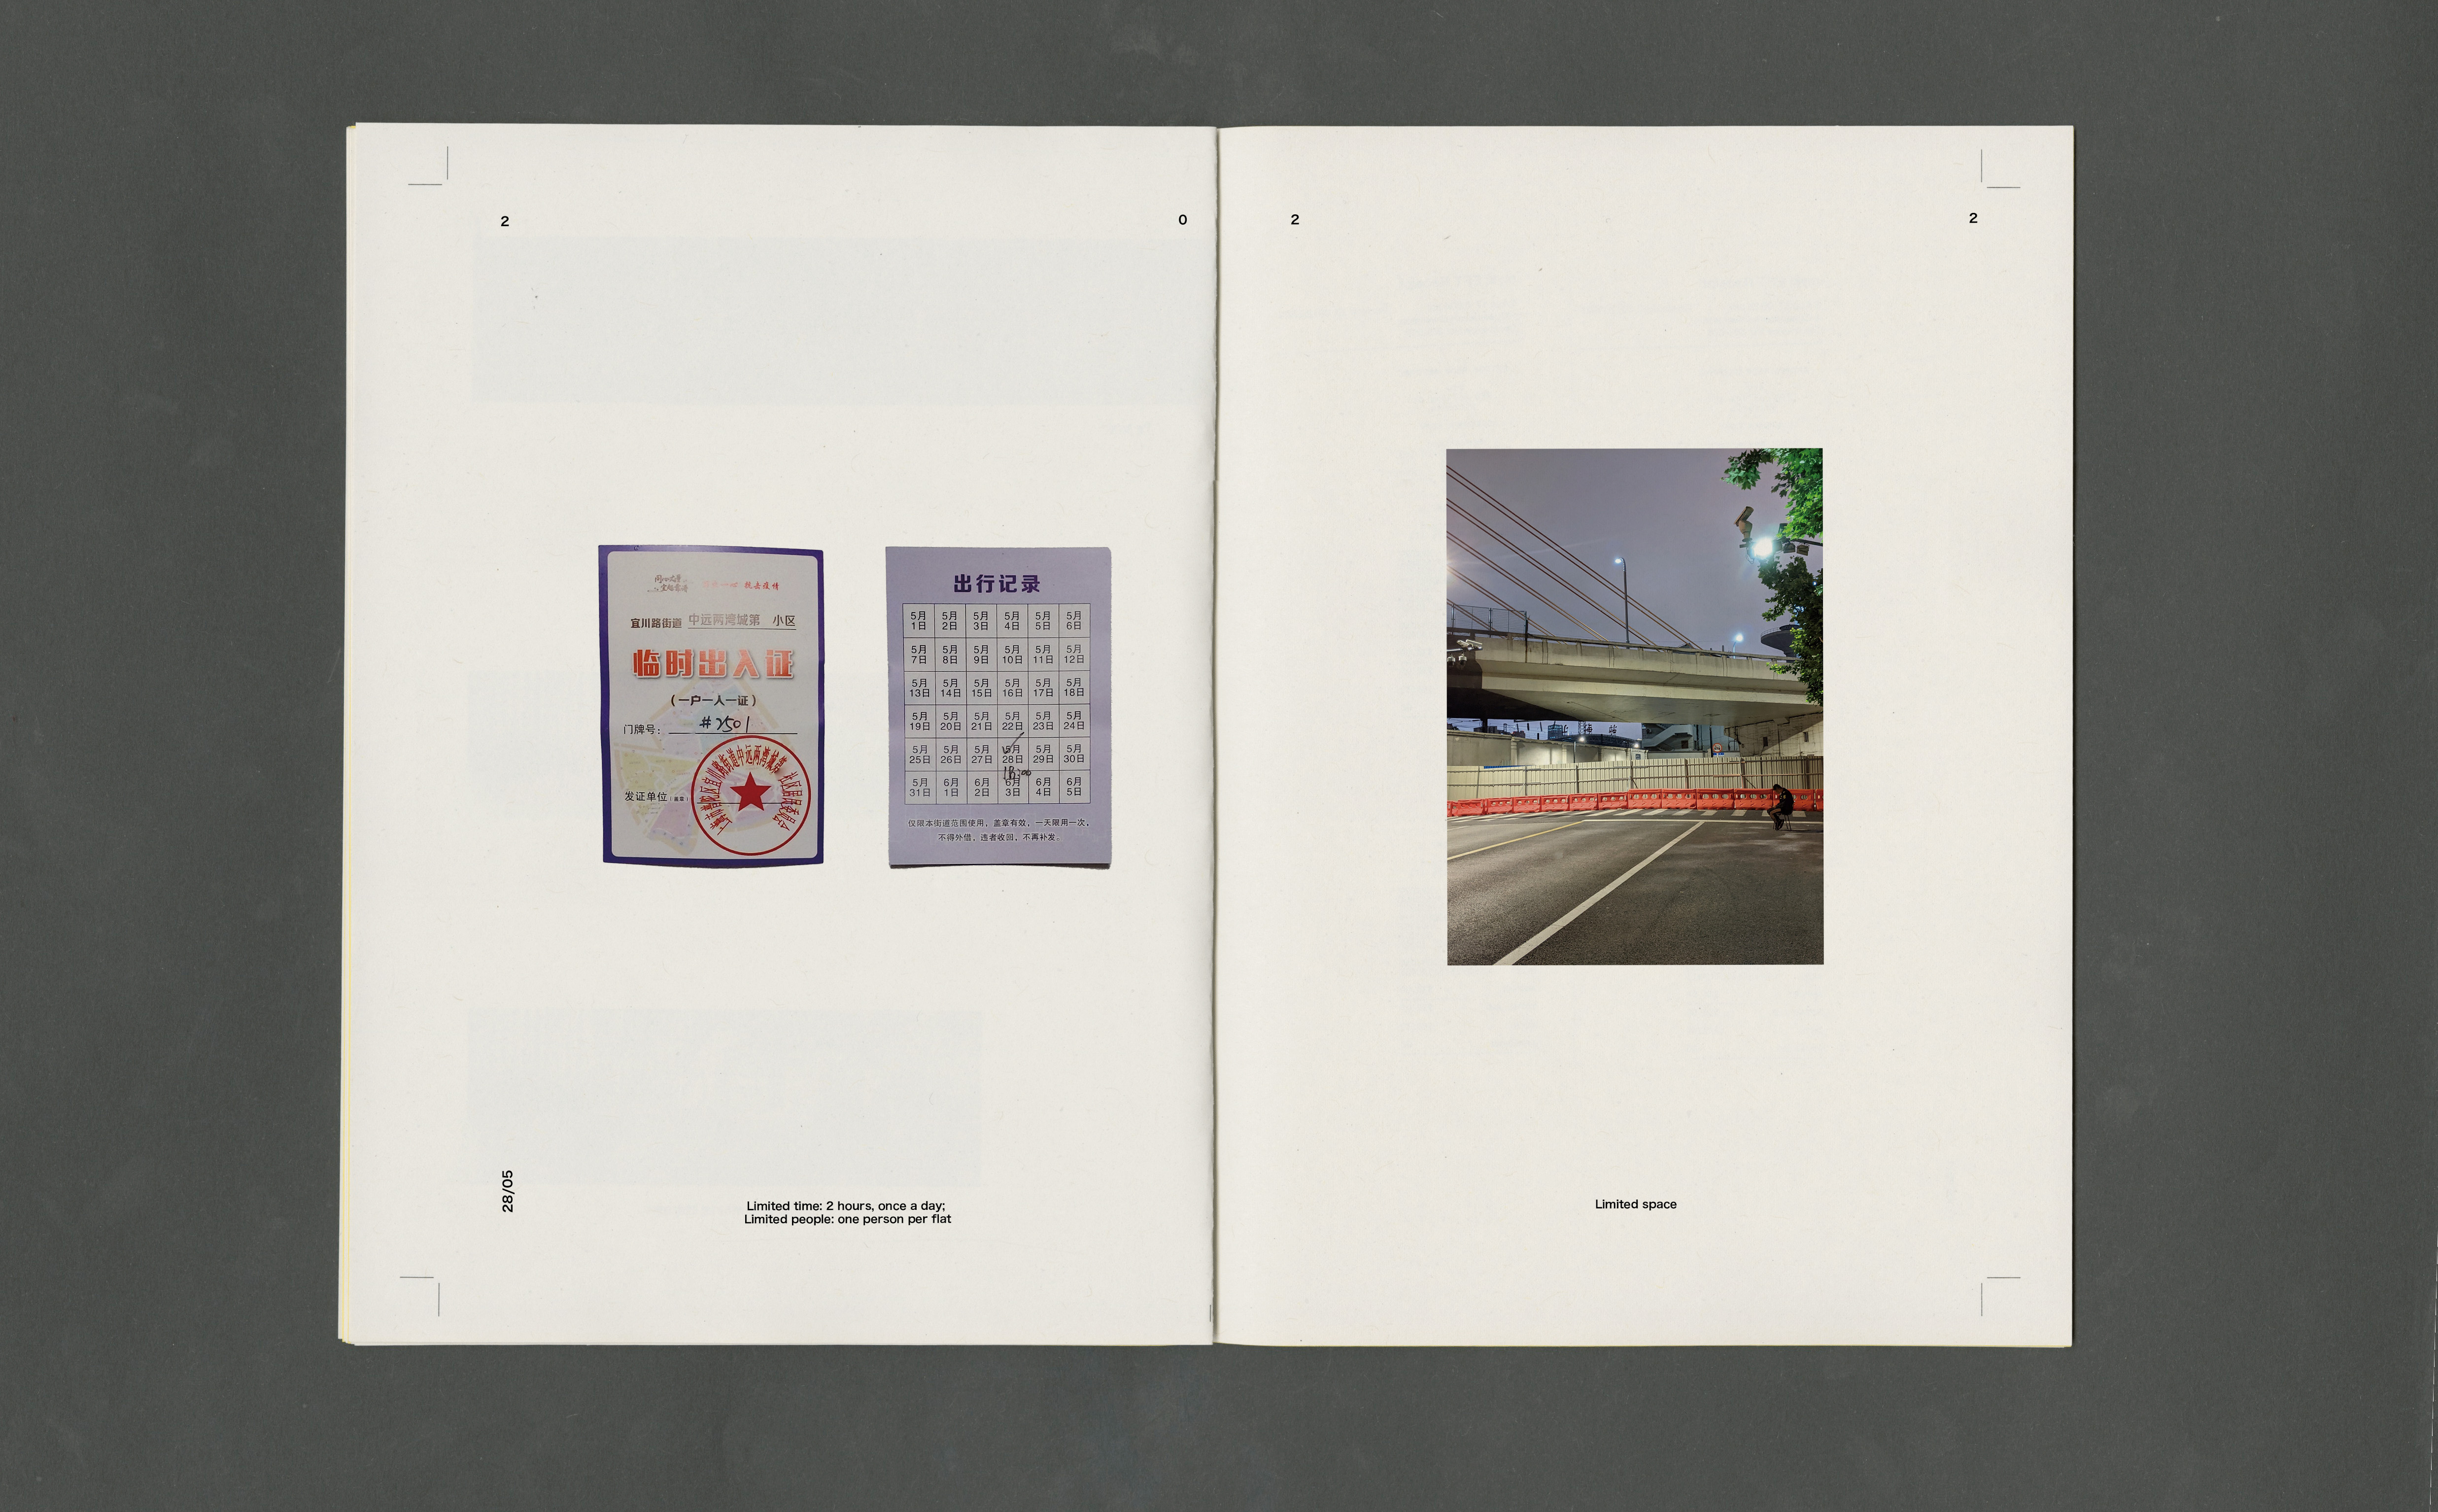 2
0
2
2
抗击疫情
宜川路街道 中远两湾城第 小区
临时出入证
(一户一人一证)
门牌号: #2501
发证单位(盖章)
出行记录
5月1日 5月2日 5月3日 5月4日 5月5日 5月6日
5月7日 5月8日 5月9日 5月10日 5月11日 5月12日
5月13日 5月14日 5月15日 5月16日 5月17日 5月18日
5月19日 5月20日 5月21日 5月22日 5月23日 5月24日
5月25日 5月26日 5月27日 5月28日 5月29日 5月30日
18:00
5月31日 6月1日 6月2日 6月3日 6月4日 6月5日
仅限本街道范围使用，盖章有效，一天限用一次，
不得外借，违者收回，不再补发。
28/05
Limited time: 2 hours, once a day;
Limited people: one person per flat
Limited space